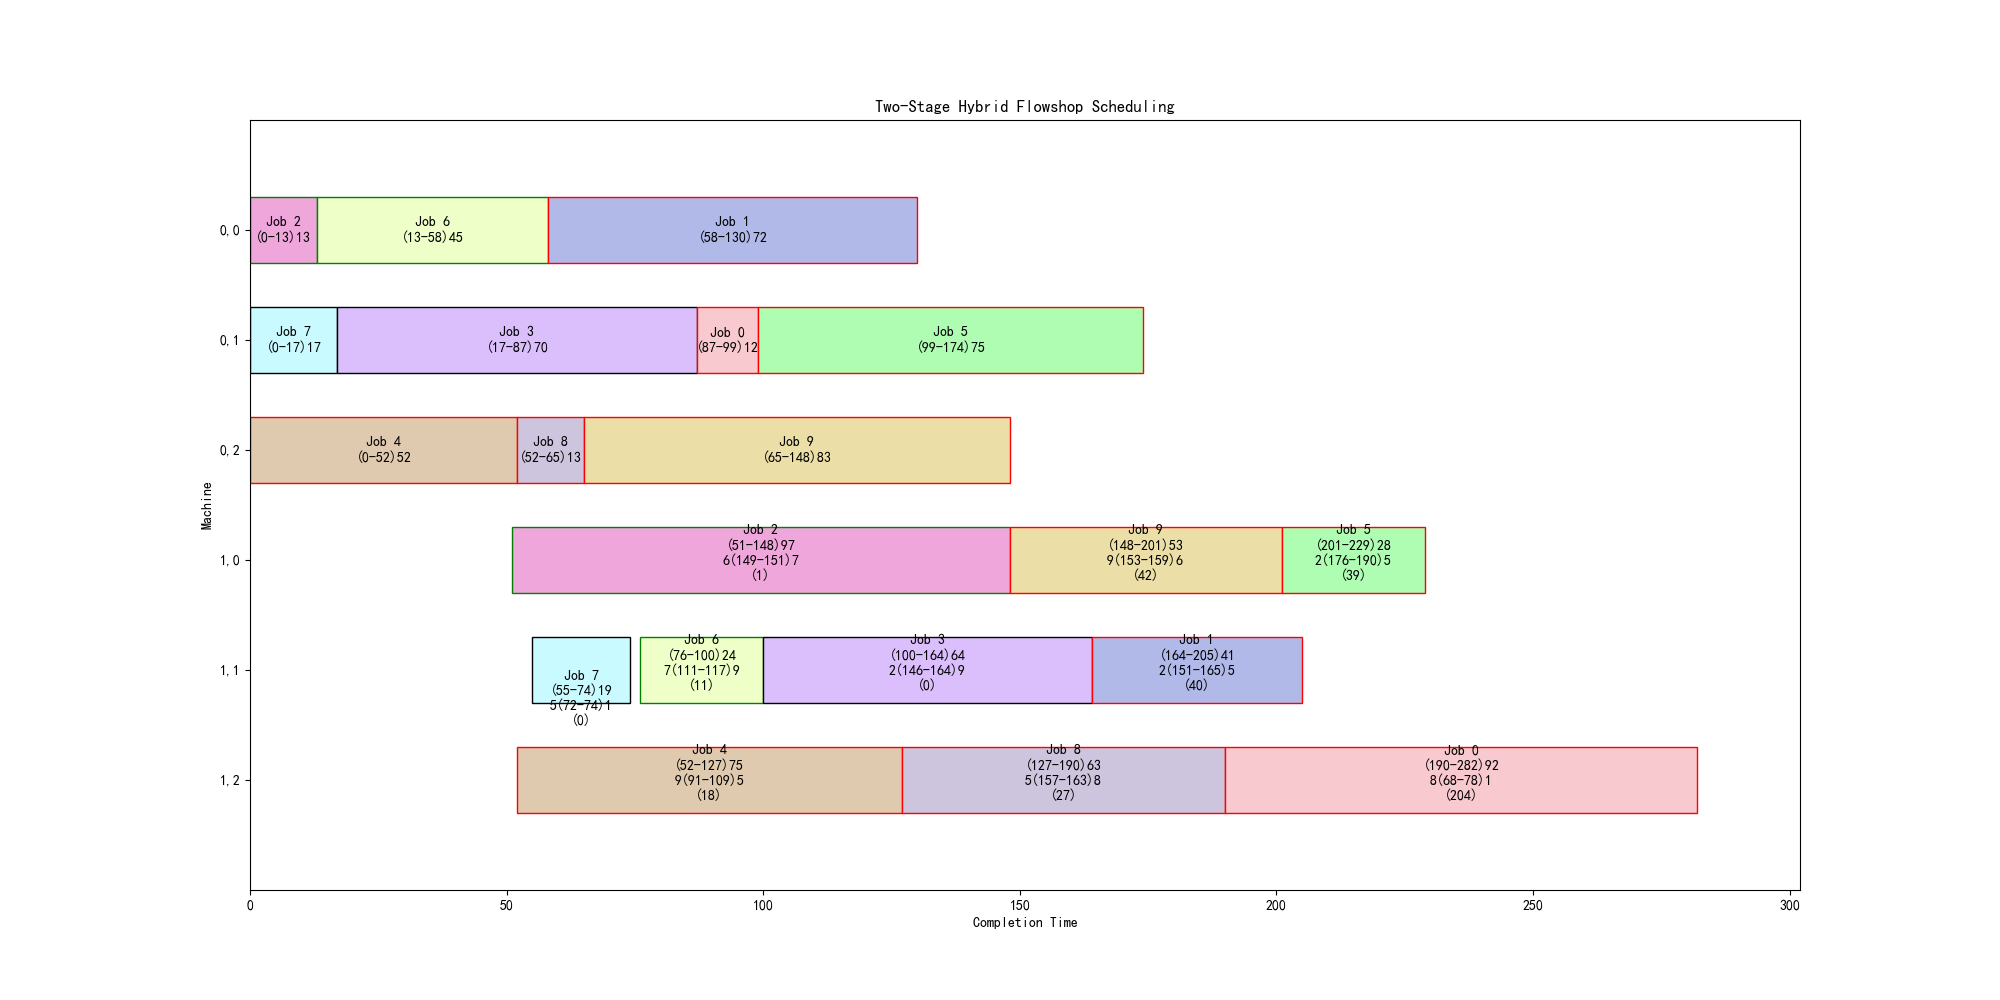 Two-Stage Hybrid Flowshop Scheduling
Machine
0,0
Job 2
(0-13)13
Job 6
(13-58)45
Job 1
(58-130)72
0,1
Job 7
(0-17)17
Job 3
(17-87)70
Job 0
(87-99)12
Job 5
(99-174)75
0,2
Job 4
(0-52)52
Job 8
(52-65)13
Job 9
(65-148)83
1,0
Job 2
(51-148)97
6(149-151)7
(1)
Job 9
(148-201)53
9(153-159)6
(42)
Job 5
(201-229)28
2(176-190)5
(39)
1,1
Job 7
(55-74)19
5(72-74)1
(0)
Job 6
(76-100)24
7(111-117)9
(11)
Job 3
(100-164)64
2(146-164)9
(0)
Job 1
(164-205)41
2(151-165)5
(40)
1,2
Job 4
(52-127)75
9(91-109)5
(18)
Job 8
(127-190)63
5(157-163)8
(27)
Job 0
(190-282)92
8(68-78)1
(204)
0
50
100
150
200
250
300
Completion Time